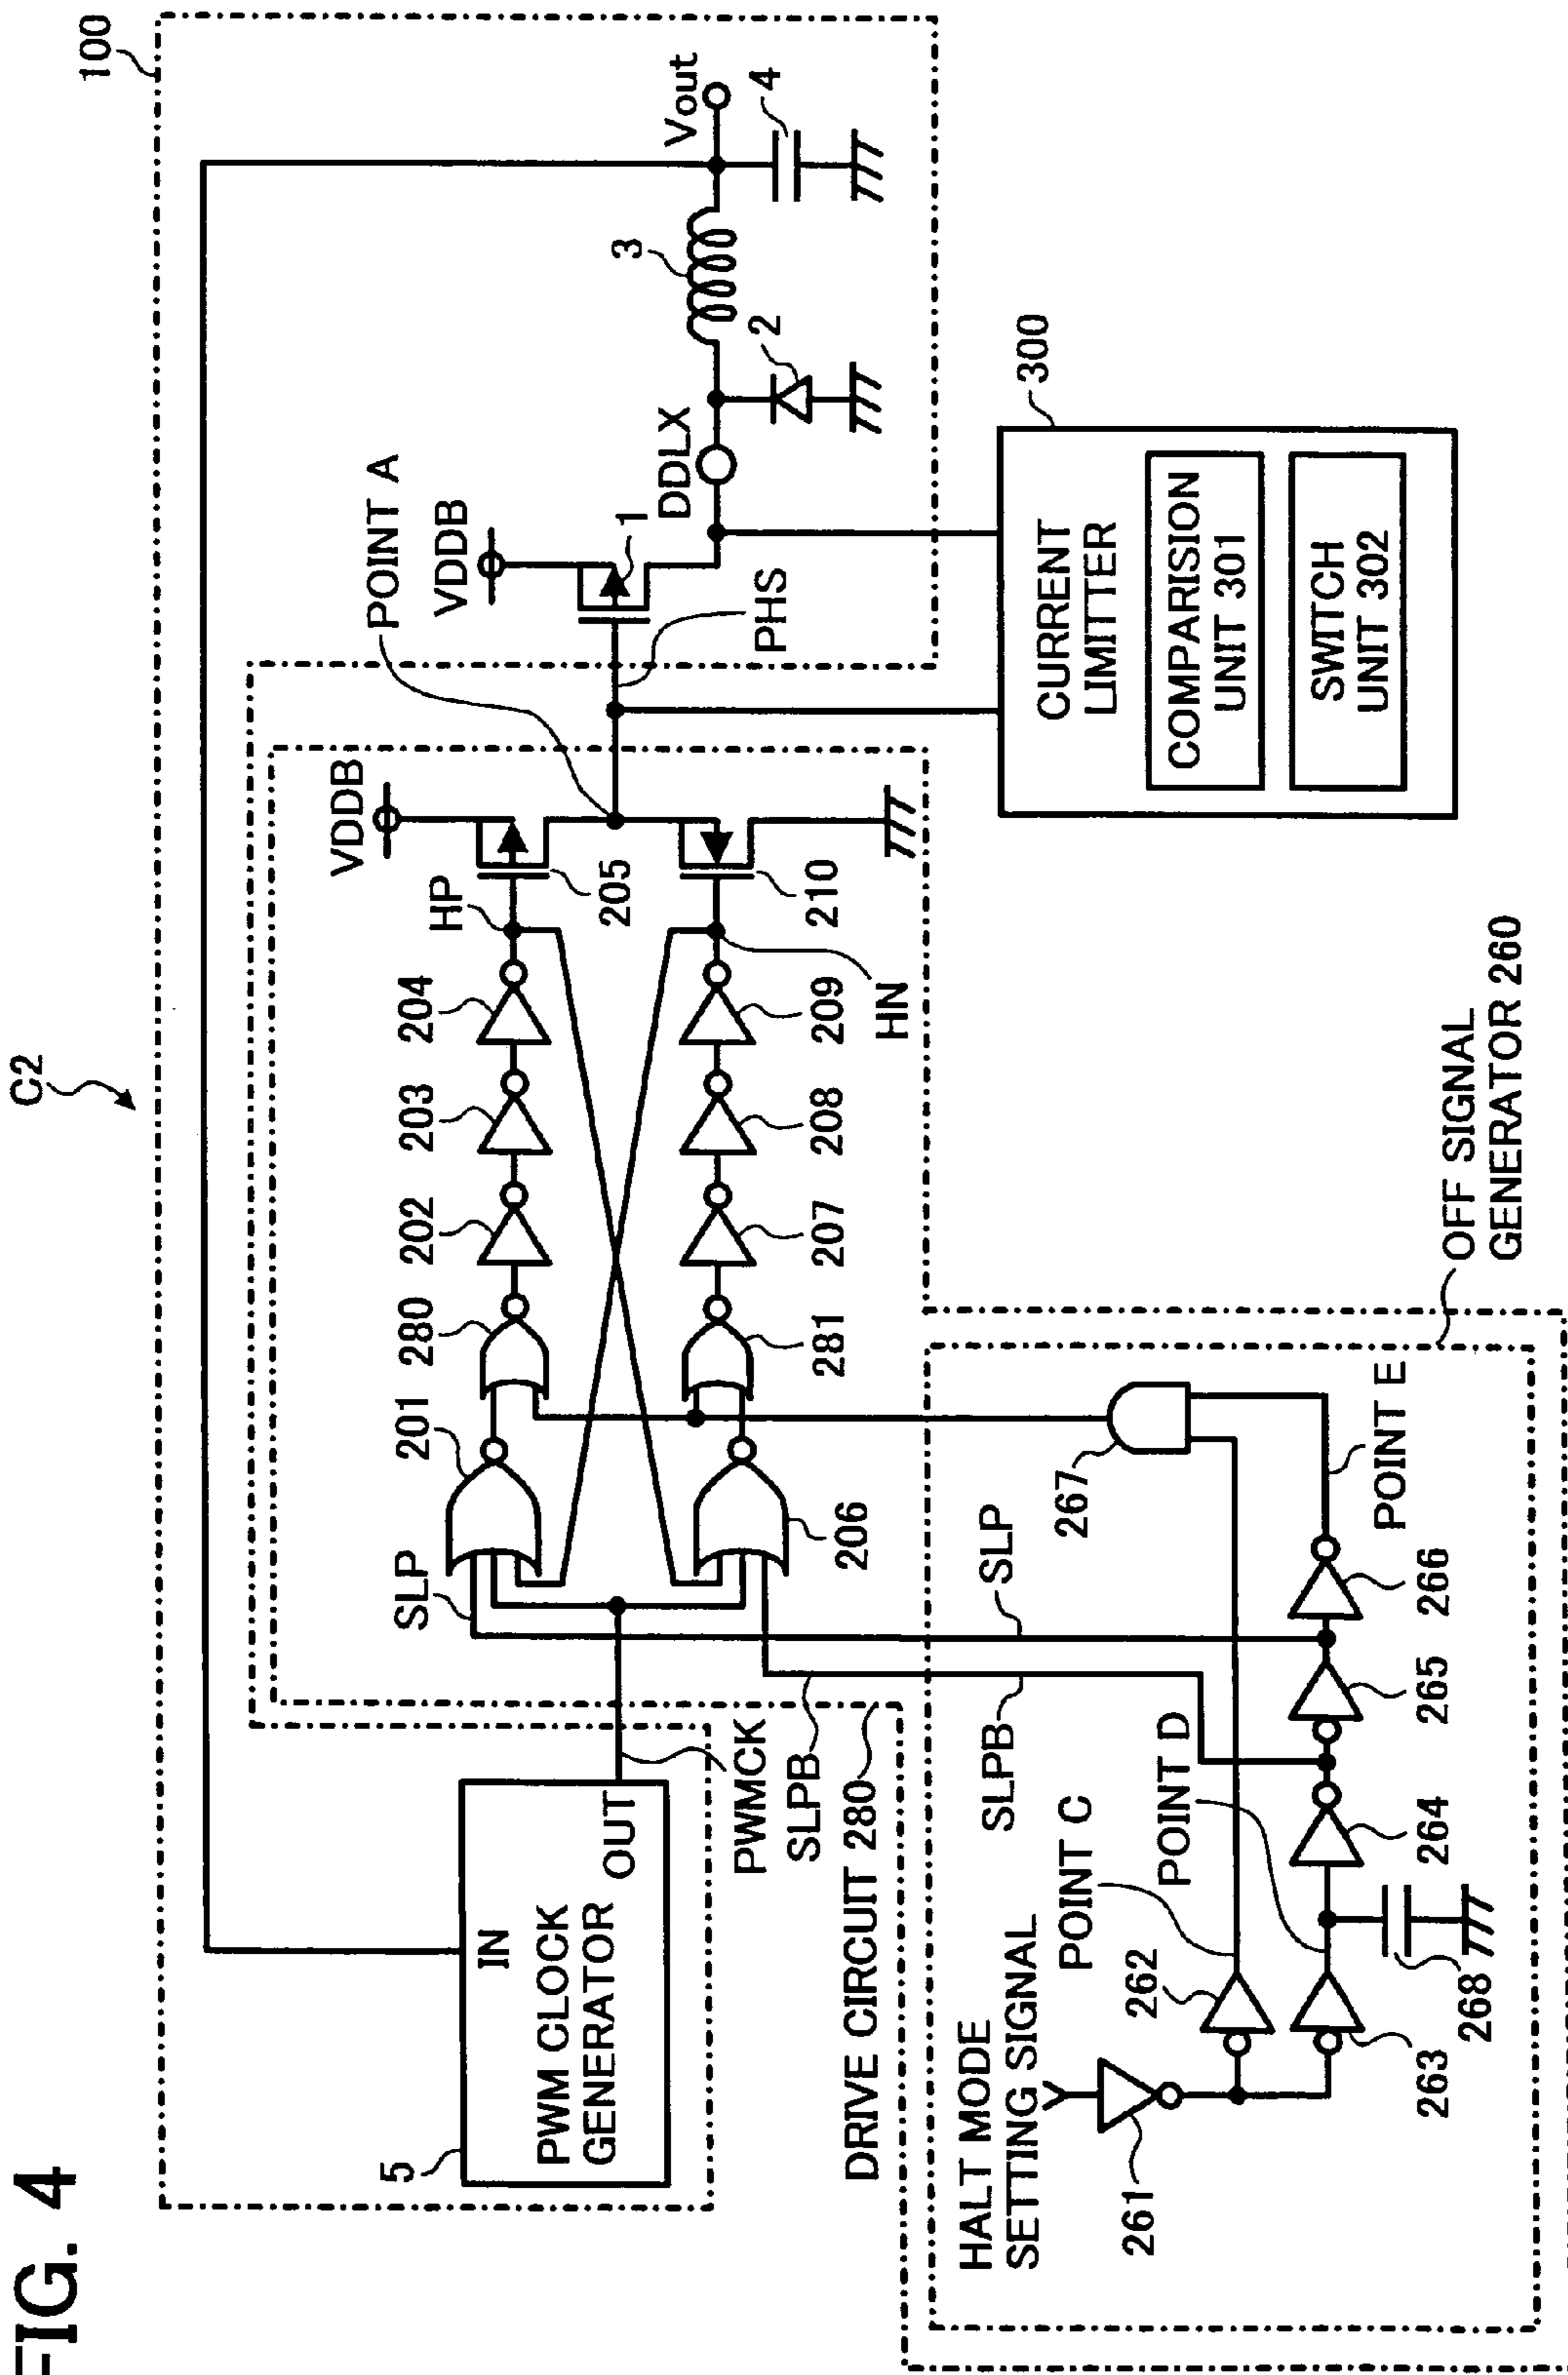 FIG. 4
C2
100
5
IN
PWM CLOCK
GENERATOR
OUT
PWMCK
SLPB
DRIVE CIRCUIT 280
SLP
201
280
202
203
204
HP
VDDB
205
POINT A
VDDB
1
PHS
DDLX
2
3
Vout
4
206
281
207
208
209
HN
210
SLP
SLPB
CURRENT
LIMITTER
COMPARISION
UNIT 301
SWITCH
UNIT 302
300
HALT MODE
SETTING SIGNAL
POINT C
POINT D
261
262
263
268
264
265
266
267
POINT E
OFF SIGNAL
GENERATOR 260